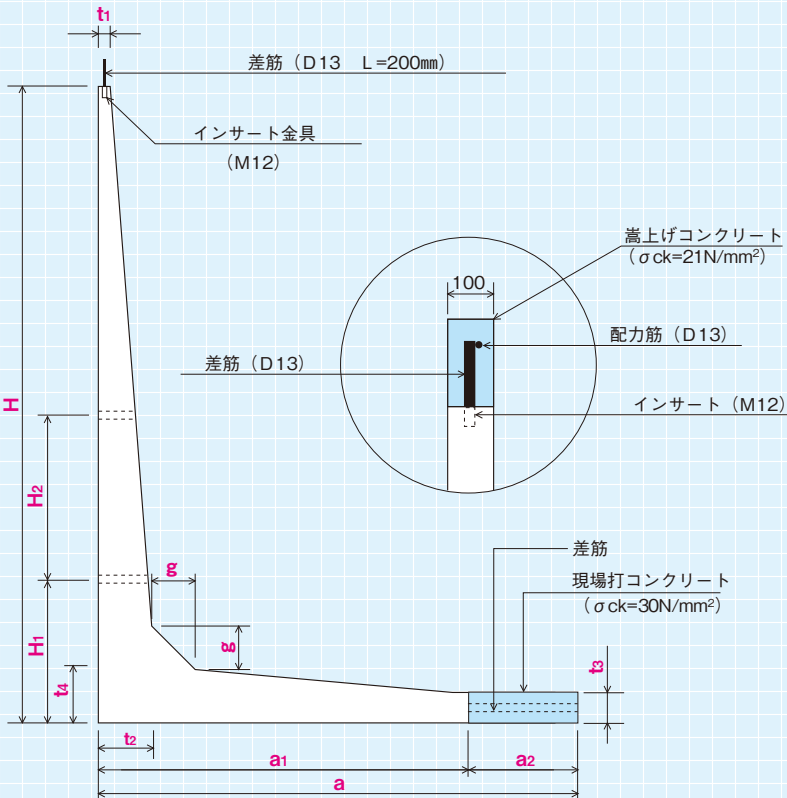 t1
差筋（D13 L=200㎜）
インサート金具
（M12）
嵩上げコンクリート
（σck=21N/mm²）
100
配力筋（D13）
差筋（D13）
インサート（M12）
H
H2
g
差筋
現場打コンクリート
（σck=30N/mm²）
H1
g
t4
t3
t2
a1
a2
a